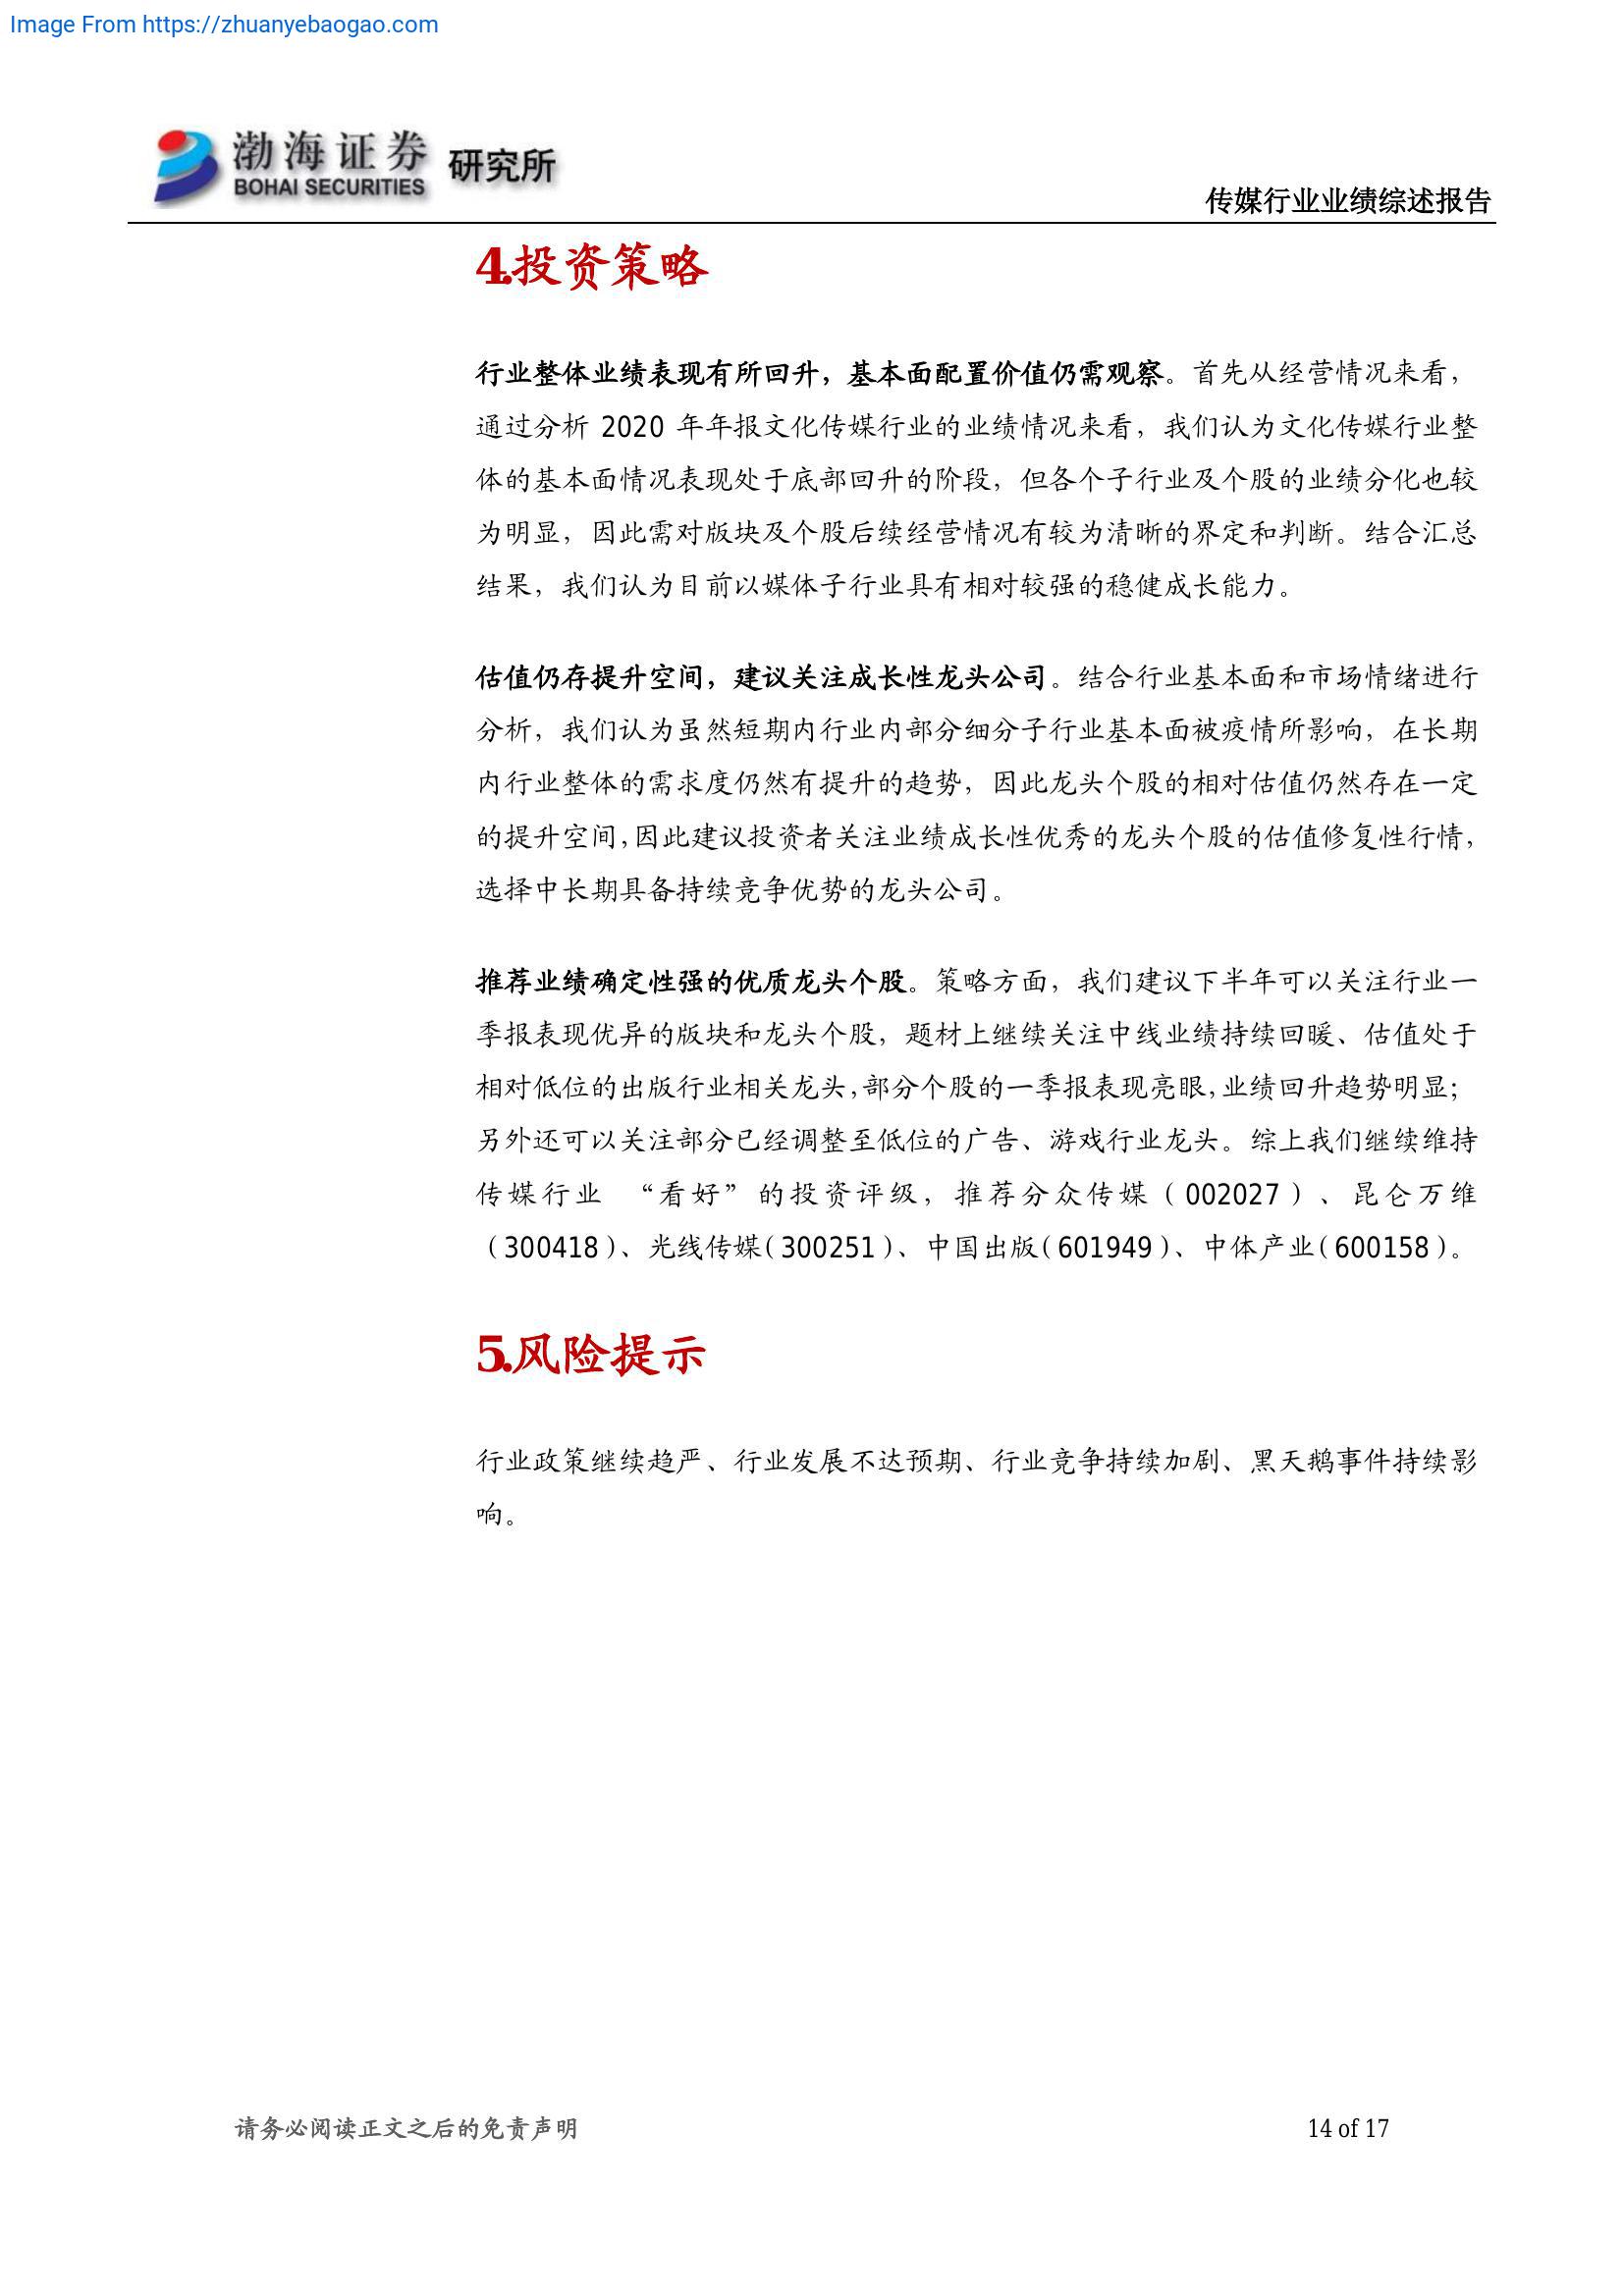 Image From https://zhuanyebaogao.com
渤海证券 研究所
BOHAI SECURITIES
传媒行业业绩综述报告
4.投资策略
行业整体业绩表现有所回升，基本面配置价值仍需观察。首先从经营情况来看，
通过分析 2020 年年报文化传媒行业的业绩情况来看，我们认为文化传媒行业整
体的基本面情况表现处于底部回升的阶段，但各个子行业及个股的业绩分化也较
为明显，因此需对版块及个股后续经营情况有较为清晰的界定和判断。结合汇总
结果，我们认为目前以媒体子行业具有相对较强的稳健成长能力。
估值仍存提升空间，建议关注成长性龙头公司。结合行业基本面和市场情绪进行
分析，我们认为虽然短期内行业内部分细分子行业基本面被疫情所影响，在长期
内行业整体的需求度仍然有提升的趋势，因此龙头个股的相对估值仍然存在一定
的提升空间，因此建议投资者关注业绩成长性优秀的龙头个股的估值修复性行情，
选择中长期具备持续竞争优势的龙头公司。
推荐业绩确定性强的优质龙头个股。策略方面，我们建议下半年可以关注行业一
季报表现优异的版块和龙头个股，题材上继续关注中线业绩持续回暖、估值处于
相对低位的出版行业相关龙头，部分个股的一季报表现亮眼，业绩回升趋势明显；
另外还可以关注部分已经调整至低位的广告、游戏行业龙头。综上我们继续维持
传媒行业 “看好”的投资评级，推荐分众传媒（002027）、昆仑万维
（300418）、光线传媒（300251）、中国出版（601949）、中体产业（600158）。
5.风险提示
行业政策继续趋严、行业发展不达预期、行业竞争持续加剧、黑天鹅事件持续影
响。
请务必阅读正文之后的免责声明
14 of 17